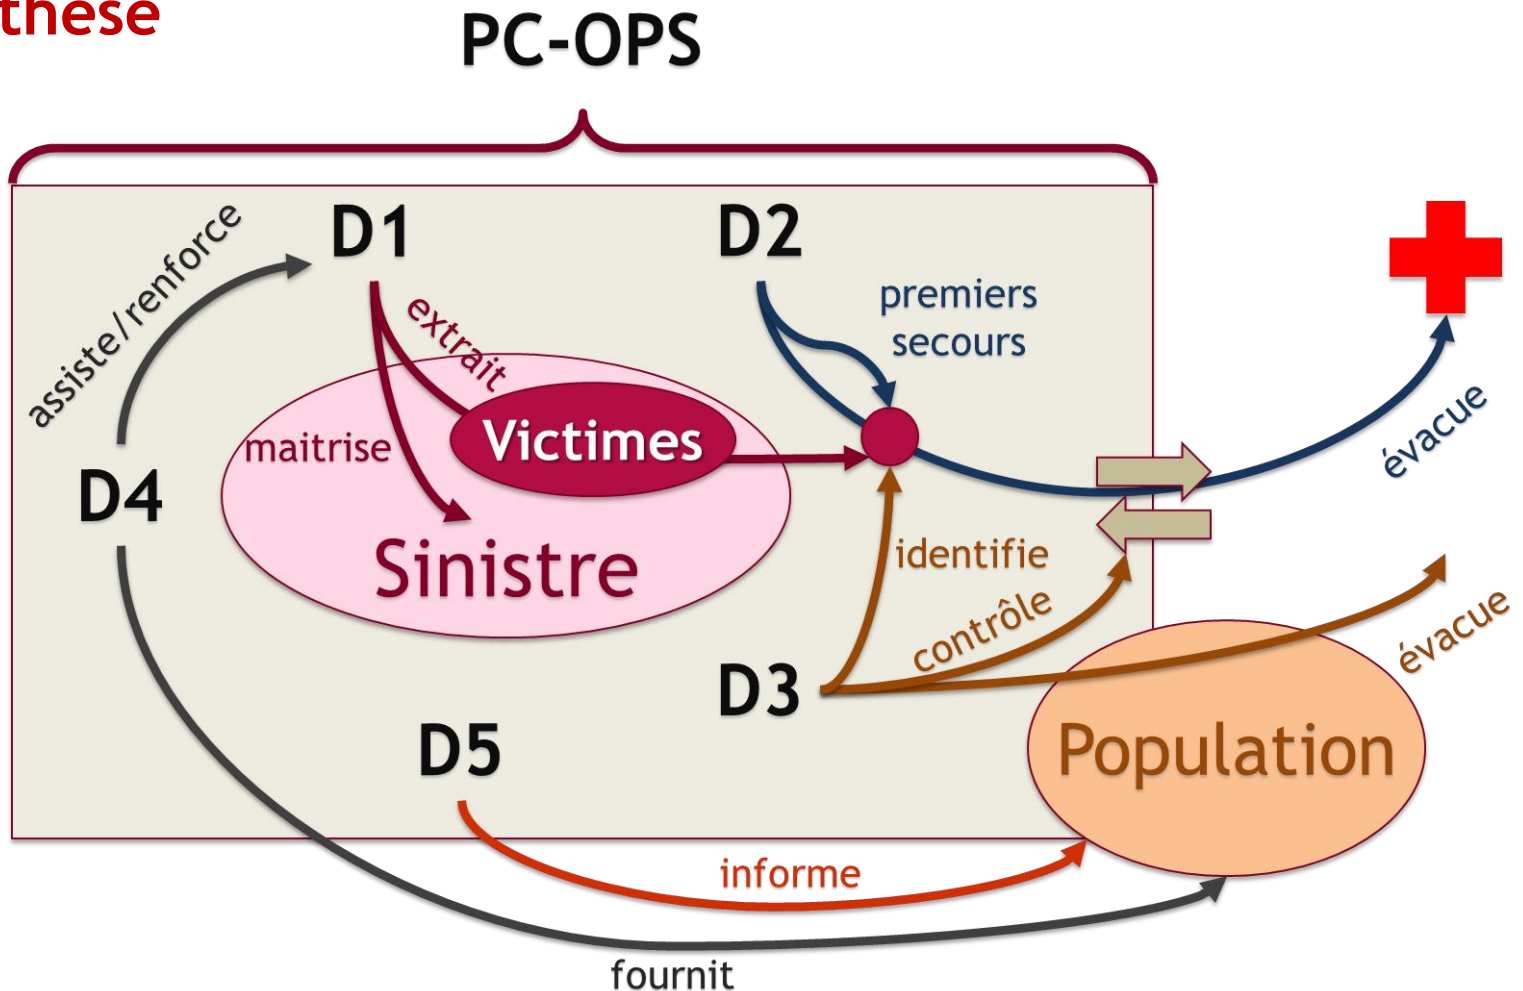 these
PC-OPS
D1
D2
assiste/renforce
extrait
premiers
secours
maitrise
Victimes
évacue
D4
Sinistre
identifie
contrôle
évacue
D3
D5
Population
informe
fournit